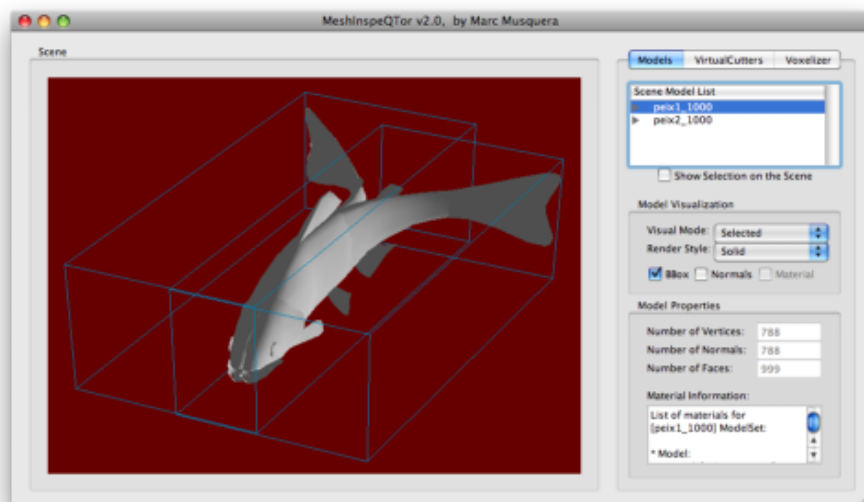 MeshInspeQTor v2.0, by Marc Musquera
Scene
Models VirtualCutters Voxelizer
Scene Model List
peix1_1000
peix2_1000
Show Selection on the Scene
Model Visualization
Visual Mode: Selected
Render Style: Solid
BBox Normals Material
Model Properties
Number of Vertices: 788
Number of Normals: 788
Number of Faces: 999
Material Information:
List of materials for
[peix1_1000] ModelSet:
* Model: